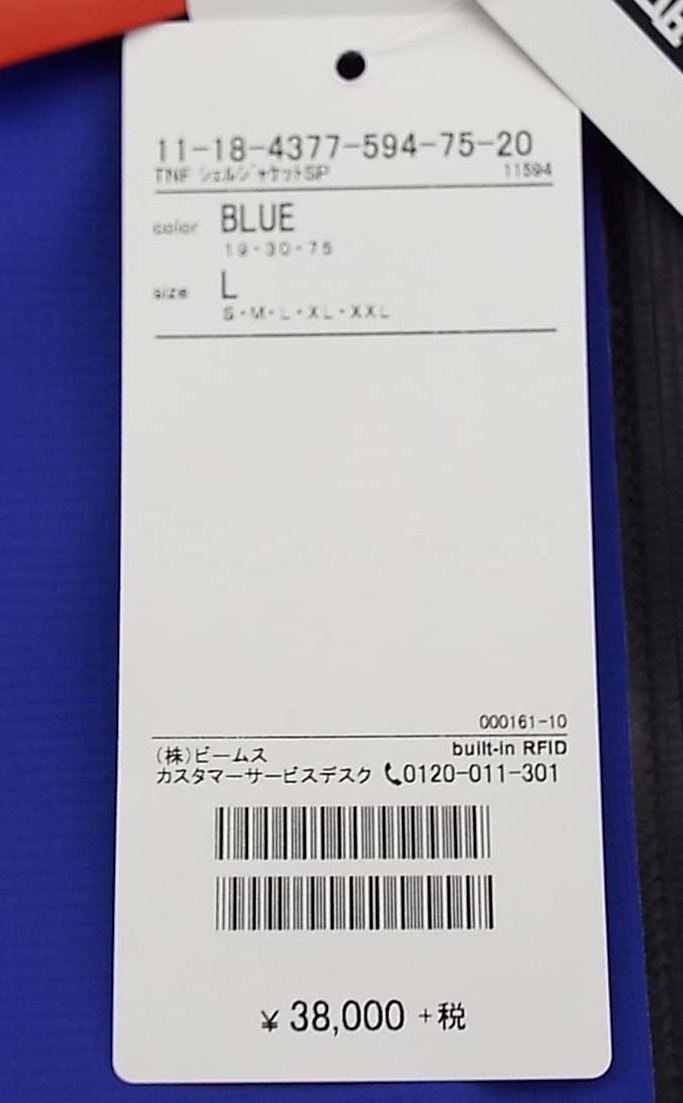 11-18-4377-594-75-20
TNF シェルジャケットSP 11594
color BLUE
19・30・75
size L
S・M・L・XL・XXL
000161-10
built-in RFID
(株)ビームス
カスタマーサービスデスク 0120-011-301
¥ 38,000 +税